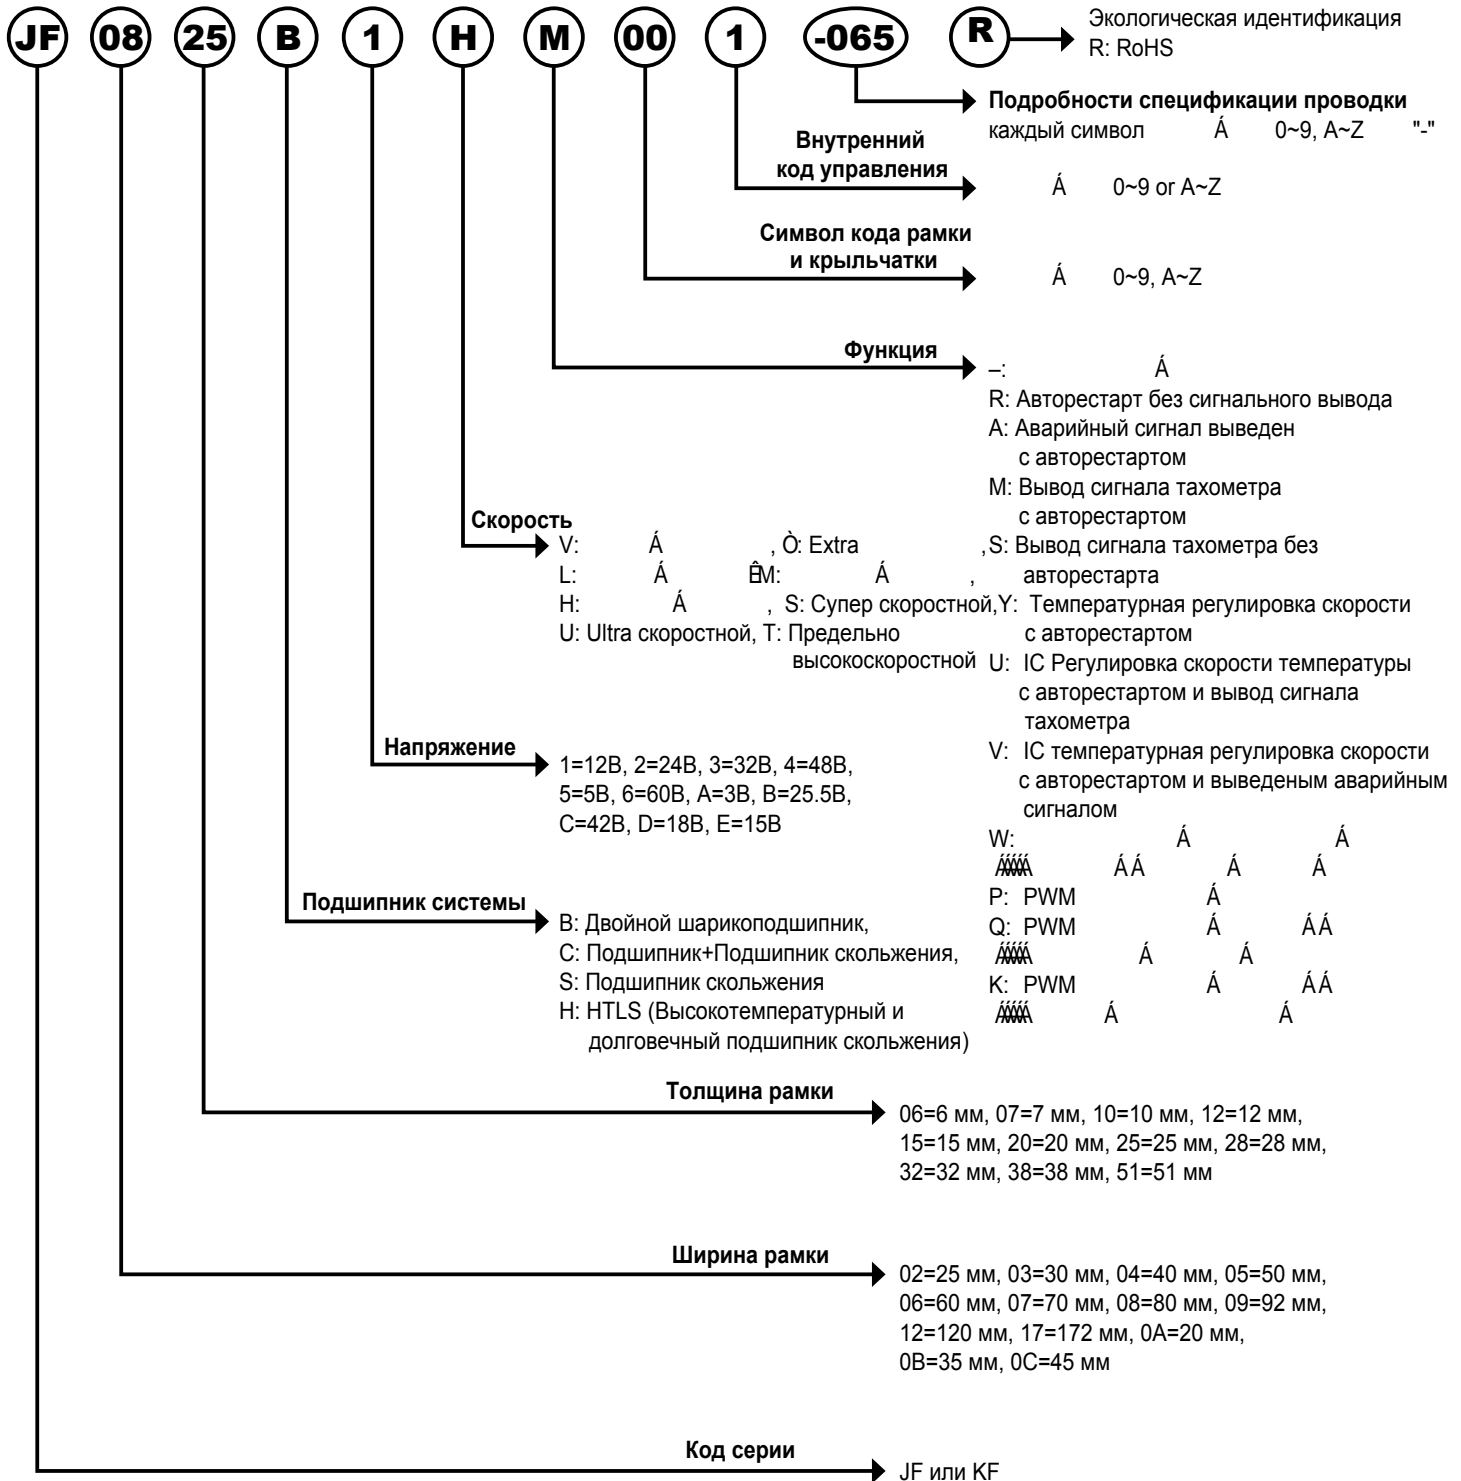 JF 08 25 B 1 H M 00 1 -065 R
Экологическая идентификация
R: RoHS
Подробности спецификации проводки
каждый символ Á 0~9, A~Z "-"
Внутренний
код управления
Á 0~9 or A~Z
Символ кода рамки
и крыльчатки
Á 0~9, A~Z
Функция
–: Á
R: Авторестарт без сигнального вывода
A: Аварийный сигнал выведен
с авторестартом
M: Вывод сигнала тахометра
с авторестартом
S: Вывод сигнала тахометра без
авторестарта
Y: Температурная регулировка скорости
с авторестартом
U: IC Регулировка скорости температуры
с авторестартом и вывод сигнала
тахометра
V: IC температурная регулировка скорости
с авторестартом и выведеным аварийным
сигналом
W: Á Á
Á Á Á Á
P: PWM Á
Q: PWM Á Á Á
Á Á
K: PWM Á Á Á
Á Á
Скорость
V: Á , Ò: Extra ,
L: Á M: Á ,
H: Á , S: Супер скоростной,
U: Ultra скоростной, T: Предельно
высокоскоростной
Напряжение
1=12В, 2=24В, 3=32В, 4=48В,
5=5В, 6=60В, A=3В, B=25.5В,
C=42В, D=18В, E=15В
Подшипник системы
B: Двойной шарикоподшипник,
C: Подшипник+Подшипник скольжения,
S: Подшипник скольжения
H: HTLS (Высокотемпературный и
долговечный подшипник скольжения)
Толщина рамки
06=6 мм, 07=7 мм, 10=10 мм, 12=12 мм,
15=15 мм, 20=20 мм, 25=25 мм, 28=28 мм,
32=32 мм, 38=38 мм, 51=51 мм
Ширина рамки
02=25 мм, 03=30 мм, 04=40 мм, 05=50 мм,
06=60 мм, 07=70 мм, 08=80 мм, 09=92 мм,
12=120 мм, 17=172 мм, 0A=20 мм,
0B=35 мм, 0C=45 мм
Код серии
JF или KF